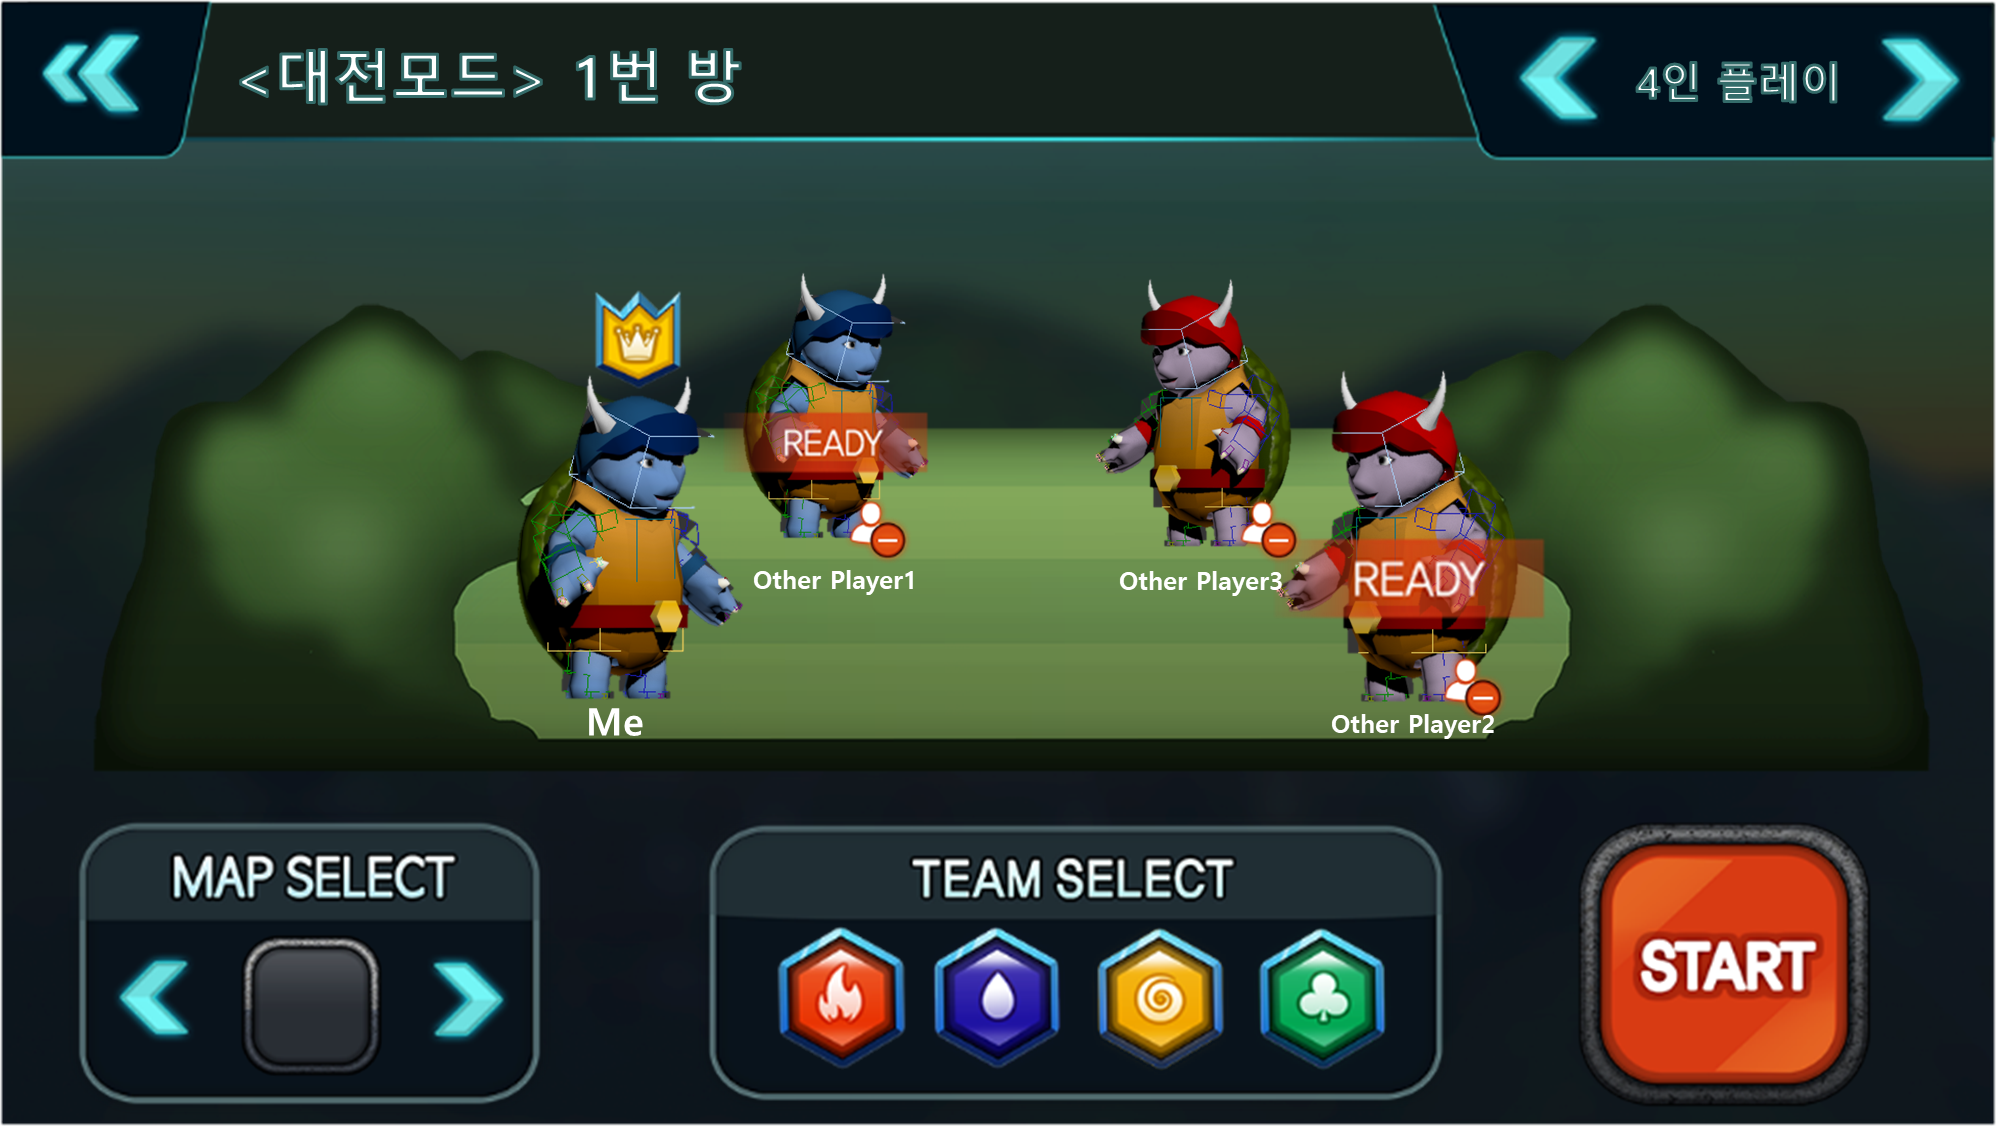 <대전모드> 1번 방
4인 플레이
READY
Other Player1
Other Player3
READY
Me
Other Player2
MAP SELECT
TEAM SELECT
START